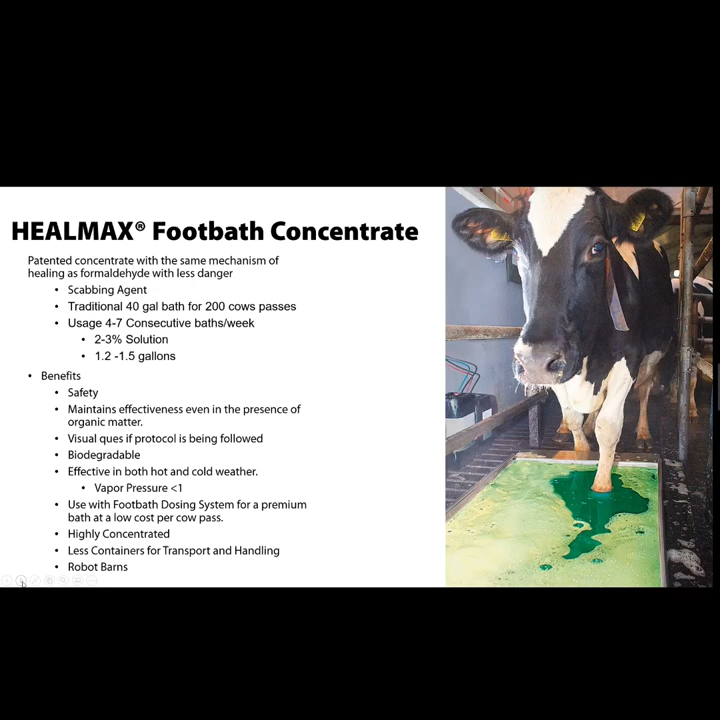 HEALMAX® Footbath Concentrate
Patented concentrate with the same mechanism of
healing as formaldehyde with less danger
• Scabbing Agent
• Traditional 40 gal bath for 200 cows passes
• Usage 4-7 Consecutive baths/week
• 2-3% Solution
• 1.2 -1.5 gallons
• Benefits
• Safety
• Maintains effectiveness even in the presence of
organic matter.
• Visual ques if protocol is being followed
• Biodegradable
• Effective in both hot and cold weather.
• Vapor Pressure <1
• Use with Footbath Dosing System for a premium
bath at a low cost per cow pass.
• Highly Concentrated
• Less Containers for Transport and Handling
• Robot Barns